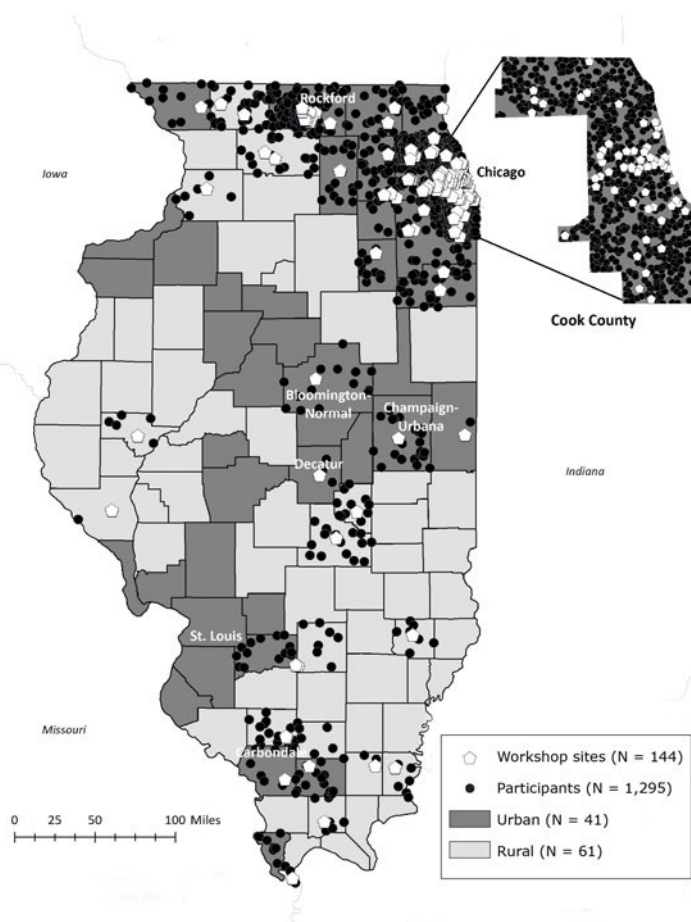 Rockford
Iowa
Chicago
Cook County
Bloomington-
Normal
Champaign-
Urbana
Decatur
Indiana
St. Louis
Missouri
Carbondale
Workshop sites (N = 144)
Participants (N = 1,295)
Urban (N = 41)
Rural (N = 61)
0 25 50 100 Miles